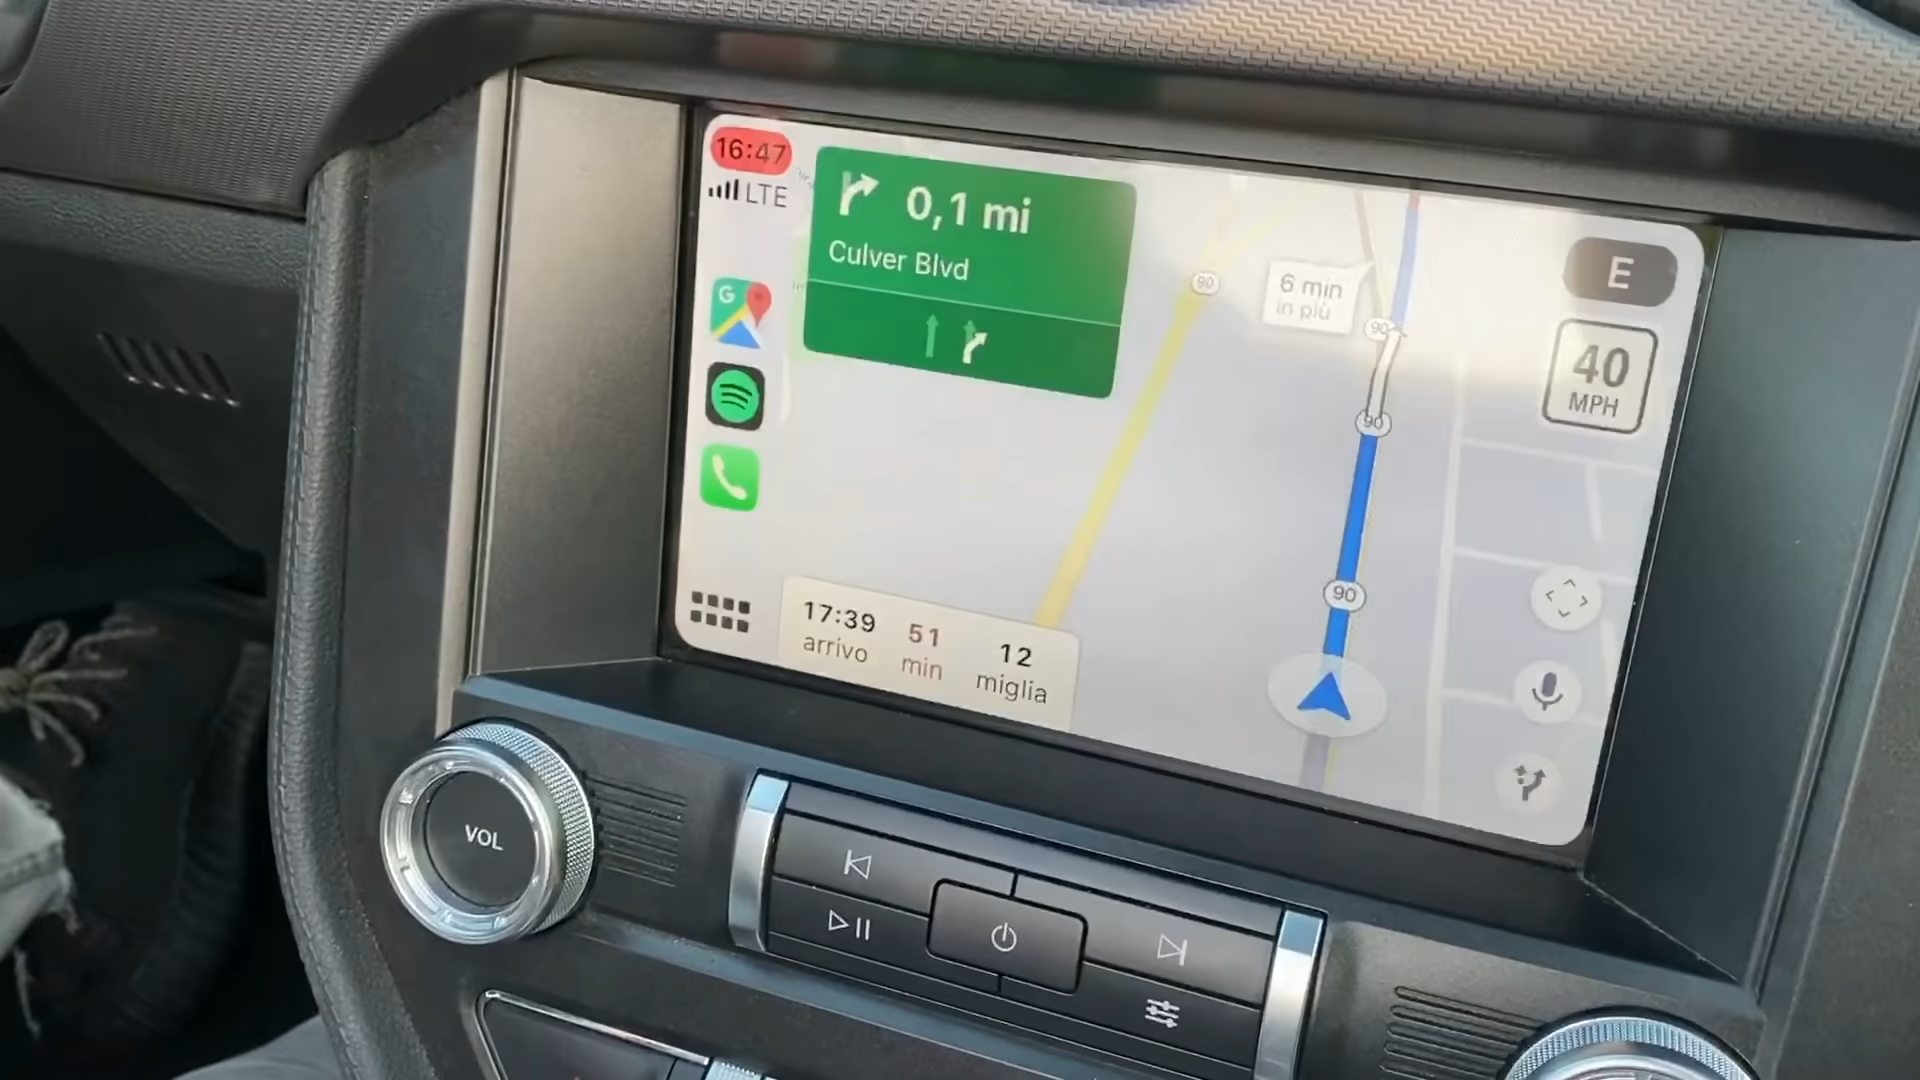 16:47
LTE
0,1 mi
Culver Blvd
G
90
6 min
in più
90
90
90
E
40
MPH
17:39
arrivo
51
min
12
miglia
VOL